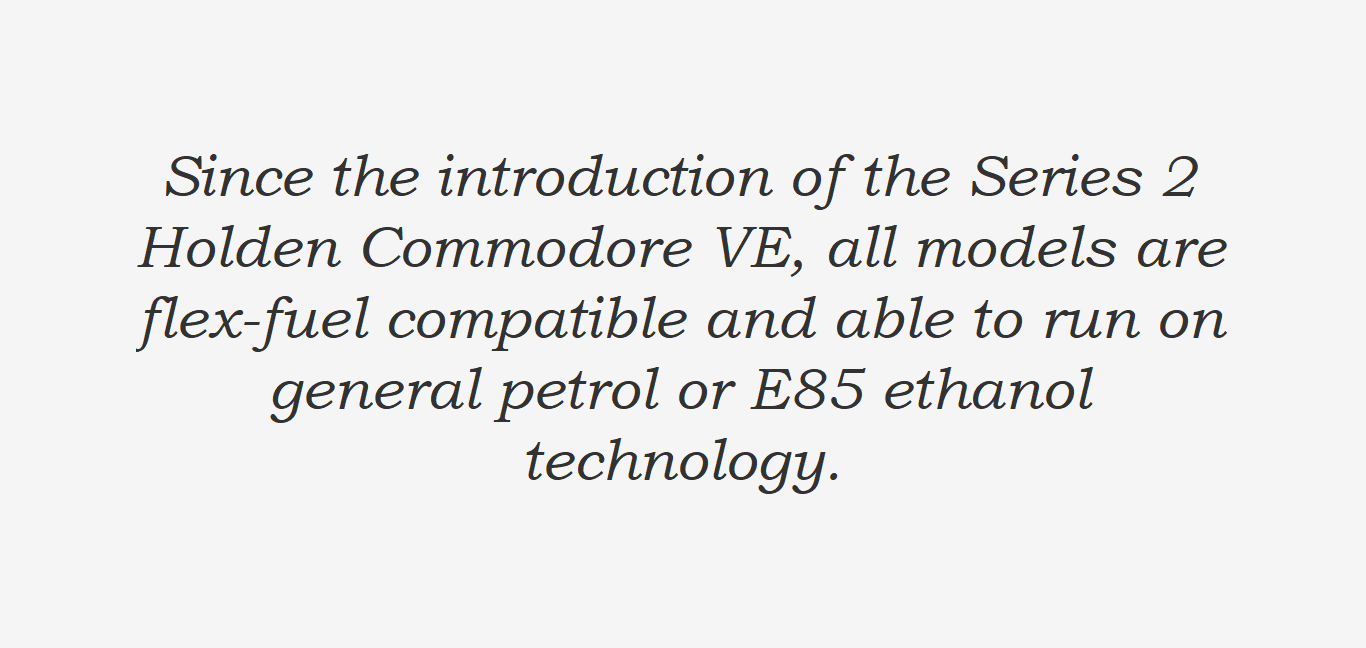 Since the introduction of the Series 2
Holden Commodore VE, all models are
flex-fuel compatible and able to run on
general petrol or E85 ethanol
technology.